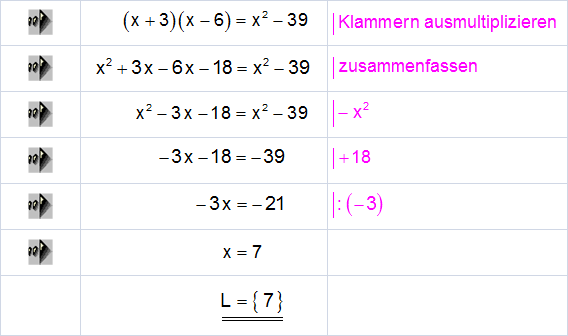 (x + 3)(x − 6) = x² − 39 | Klammern ausmultiplizieren
x² + 3x − 6x − 18 = x² − 39 | zusammenfassen
x² − 3x − 18 = x² − 39 | − x²
−3x − 18 = −39 | +18
−3x = −21 | : (−3)
x = 7
L = { 7 }